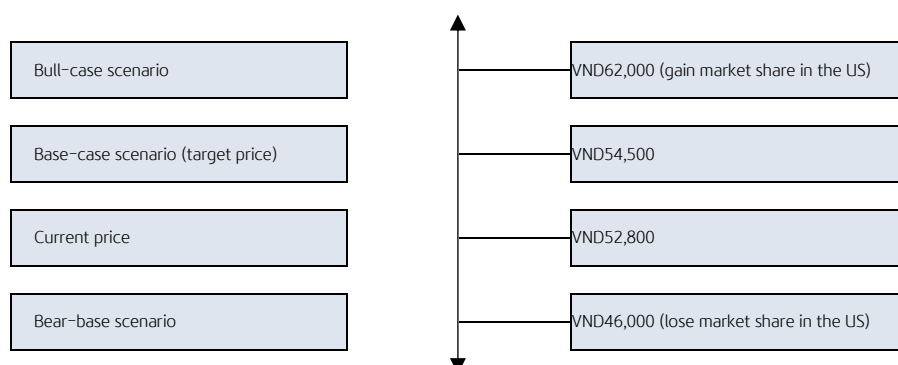 Bull-case scenario
VND62,000 (gain market share in the US)
Base-case scenario (target price)
VND54,500
Current price
VND52,800
Bear-base scenario
VND46,000 (lose market share in the US)